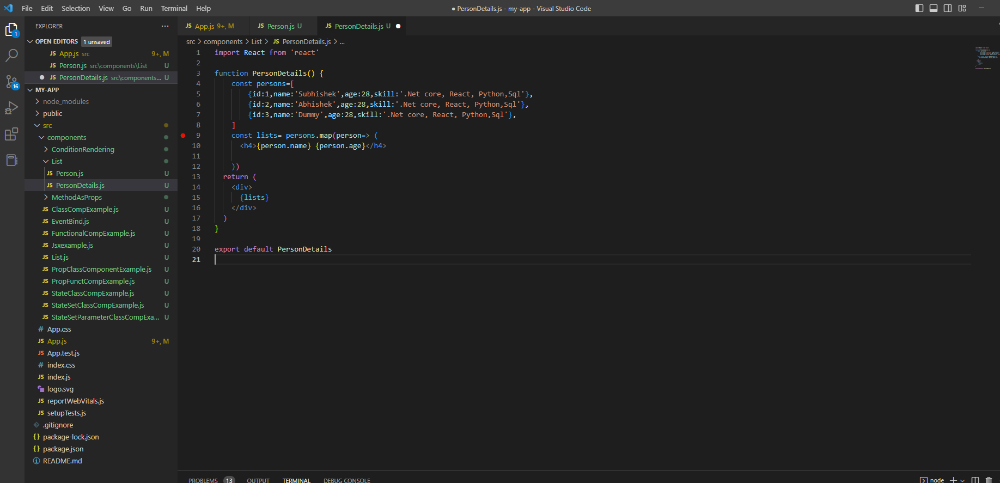 File Edit Selection View Go Run Terminal Help
● PersonDetails.js - my-app - Visual Studio Code
EXPLORER ...
OPEN EDITORS 1 unsaved
JS App.js src 9+, M
JS Person.js src\components\List U
● JS PersonDetails.js src\components... U
MY-APP
node_modules
public
src
components
ConditionRendering
List
JS Person.js U
JS PersonDetails.js U
MethodAsProps
JS ClassCompExample.js U
JS EventBind.js U
JS FunctionalCompExample.js U
JS Jsxexample.js U
JS List.js U
JS PropClassComponentExample.js U
JS PropFunctCompExample.js U
JS StateClassCompExample.js U
JS StateSetClassCompExample.js U
JS StateSetParameterClassCompExa... U
# App.css
JS App.js 9+, M
JS App.test.js
# index.css
JS index.js
logo.svg
JS reportWebVitals.js
JS setupTests.js
.gitignore
{} package-lock.json
{} package.json
README.md
1
16
JS App.js 9+, M JS Person.js U JS PersonDetails.js U ●
src > components > List > JS PersonDetails.js > ...
1 import React from 'react'
2
3 function PersonDetails() {
4 const persons=[
5 {id:1,name:'Subhishek',age:28,skill:'.Net core, React, Python,Sql'},
6 {id:2,name:'Abhishek',age:28,skill:'.Net core, React, Python,Sql'},
7 {id:3,name:'Dummy',age:28,skill:'.Net core, React, Python,Sql'},
8 ]
9 const lists= persons.map(person=> (
10 <h4>{person.name} {person.age}</h4>
11
12 ))
13 return (
14 <div>
15 {lists}
16 </div>
17 )
18 }
19
20 export default PersonDetails
21
PROBLEMS 13 OUTPUT TERMINAL DEBUG CONSOLE
node